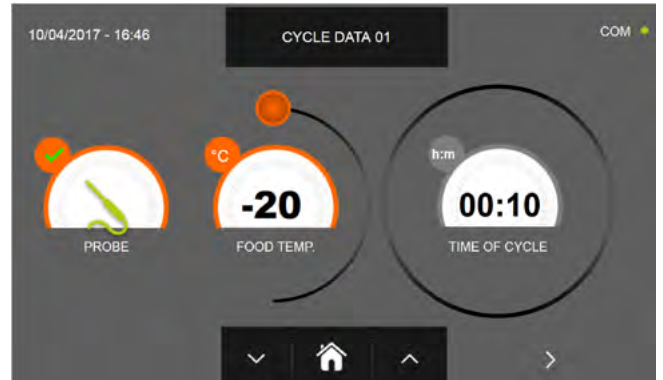 10/04/2017 - 16:46
CYCLE DATA 01
COM
°C
h:m
-20
00:10
PROBE
FOOD TEMP.
TIME OF CYCLE